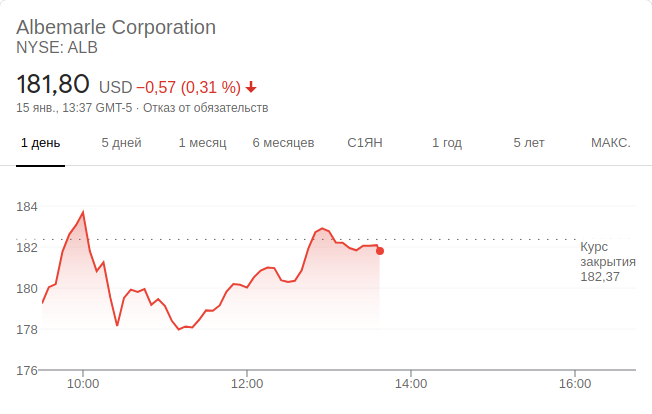 Albemarle Corporation
NYSE: ALB
181,80 USD −0,57 (0,31 %) ↓
15 янв., 13:37 GMT-5 · Отказ от обязательств
1 день 5 дней 1 месяц 6 месяцев С1ЯН 1 год 5 лет МАКС.
184
182
180
178
176
Курс
закрытия
182,37
10:00 12:00 14:00 16:00